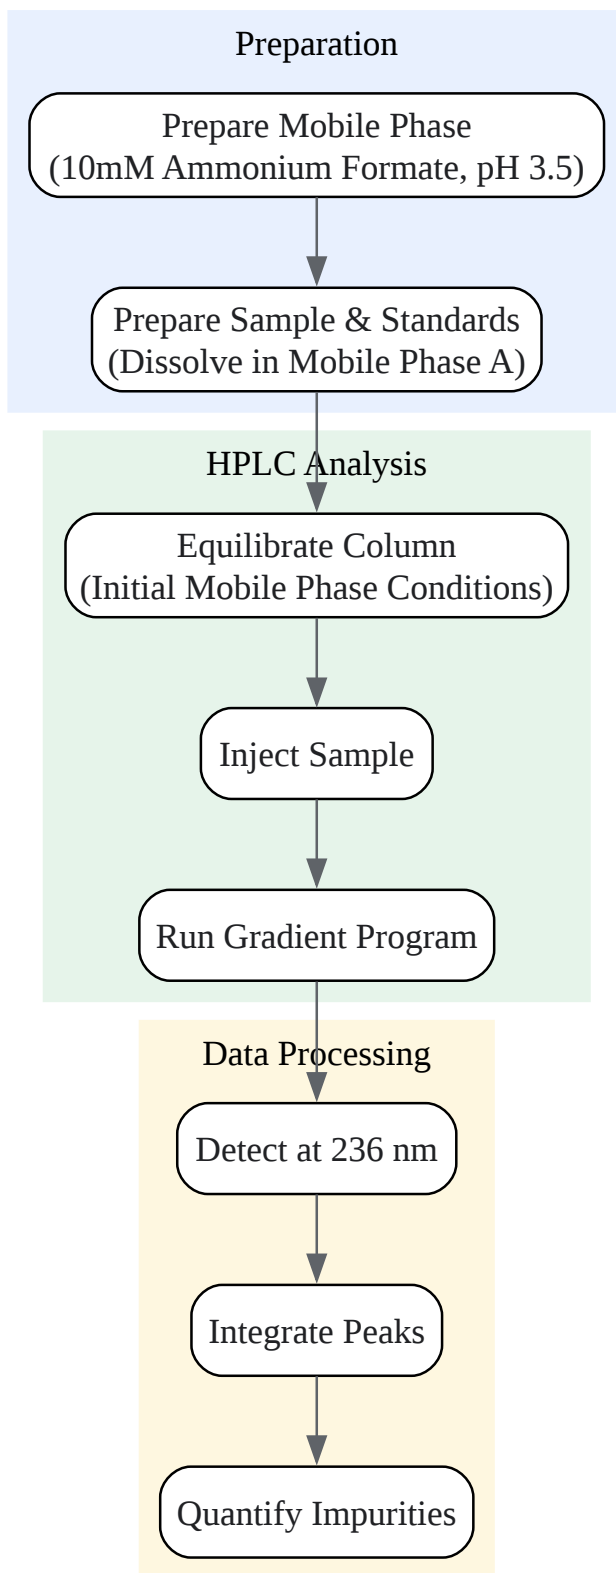 Preparation
Prepare Mobile Phase
(10mM Ammonium Formate, pH 3.5)
Prepare Sample & Standards
(Dissolve in Mobile Phase A)
HPLC Analysis
Equilibrate Column
(Initial Mobile Phase Conditions)
Inject Sample
Run Gradient Program
Data Processing
Detect at 236 nm
Integrate Peaks
Quantify Impurities